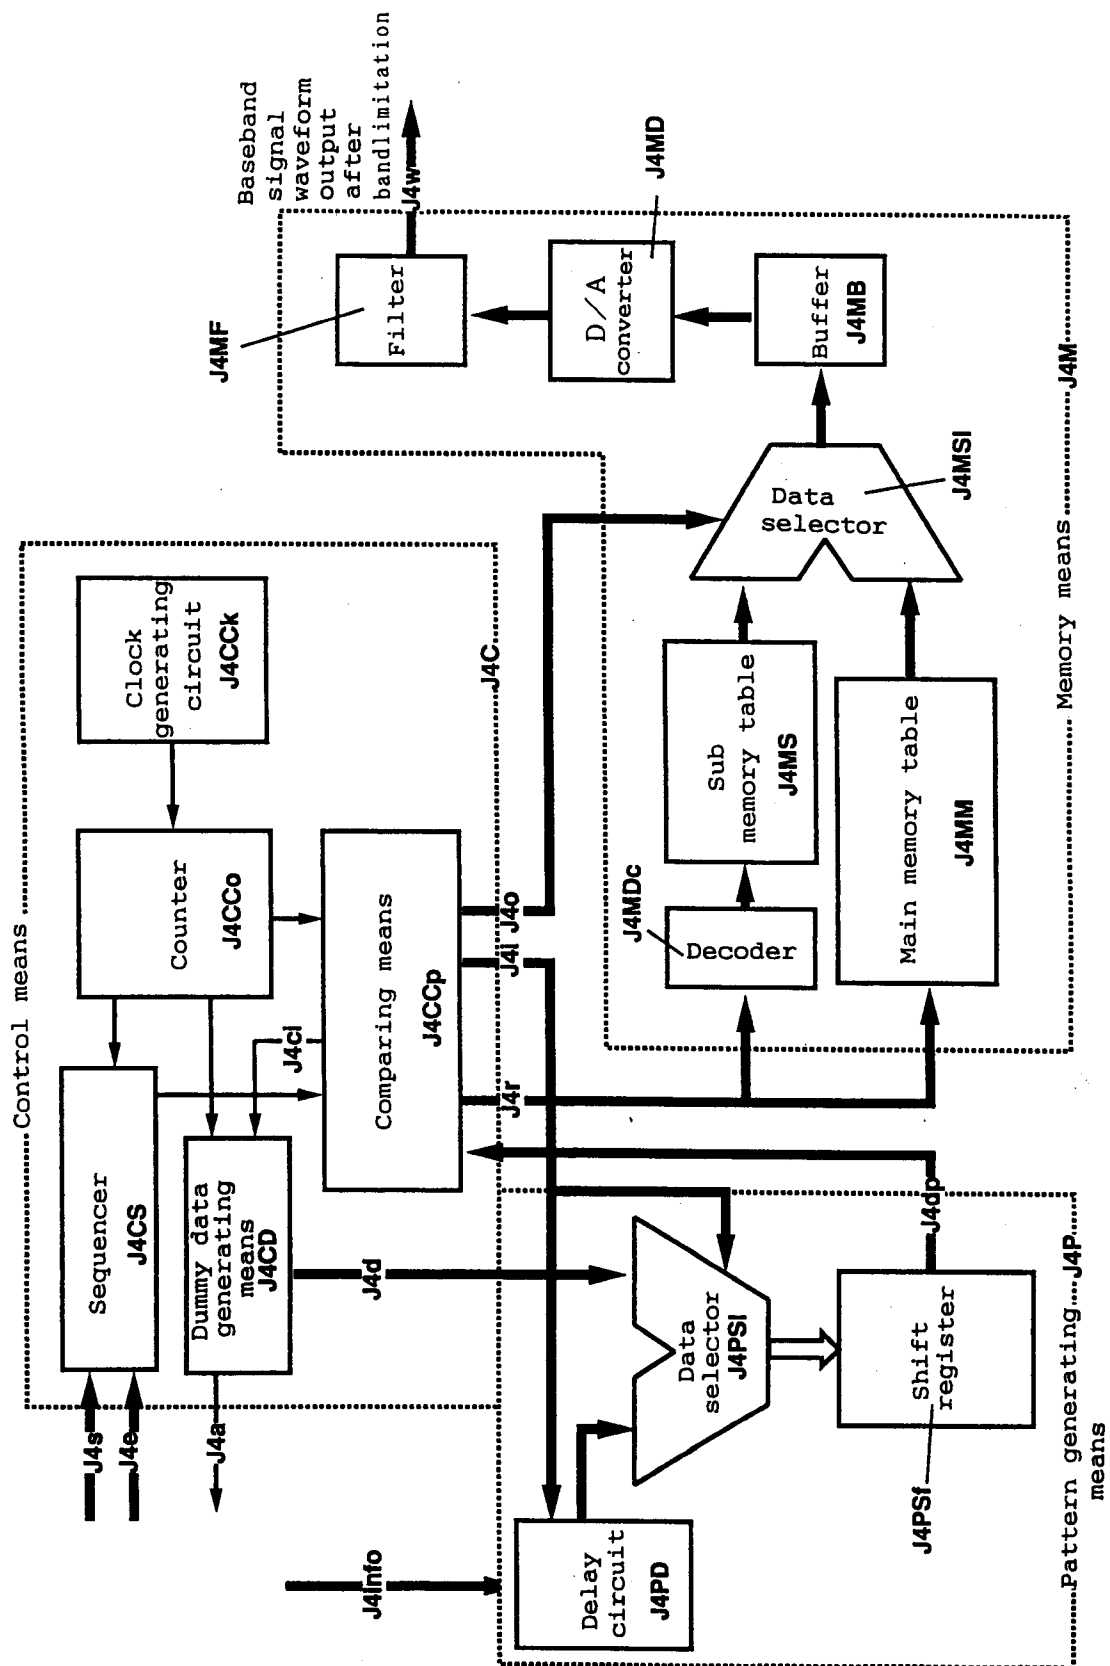 Control means
J4s
J4e
Sequencer
J4CS
Counter
J4CCo
Clock
generating
circuit
J4CCk
J4a
Dummy data
generating
means
J4CD
J4cl
Comparing means
J4CCp
J4C
J4d
J4r
J4l
J4o
J4info
Baseband
signal
waveform
output
after
bandlimitation
J4w
J4MF
Filter
D/A
converter
J4MD
Buffer
J4MB
Delay
circuit
J4PD
Data
selector
J4PSl
J4PSf
Shift
register
J4dp
Pattern generating
means
J4P
J4MDc
Decoder
Sub
memory table
J4MS
Main memory table
J4MM
Data
selector
J4MSl
Memory means
J4M